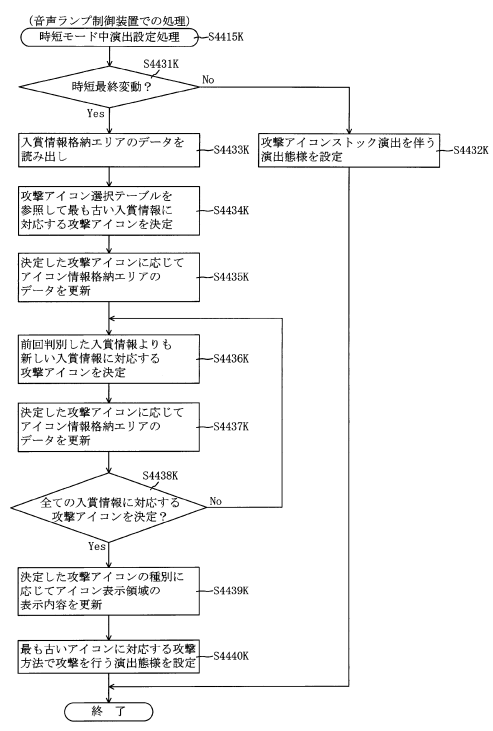 (音声ランプ制御装置での処理)
時短モード中演出設定処理
S4415K
S4431K
時短最終変動?
No
Yes
入賞情報格納エリアのデータを
読み出し
S4433K
攻撃アイコンストック演出を伴う
演出態様を設定
S4432K
攻撃アイコン選択テーブルを
参照して最も古い入賞情報に
対応する攻撃アイコンを決定
S4434K
決定した攻撃アイコンに応じて
アイコン情報格納エリアの
データを更新
S4435K
前回判別した入賞情報よりも
新しい入賞情報に対応する
攻撃アイコンを決定
S4436K
決定した攻撃アイコンに応じて
アイコン情報格納エリアの
データを更新
S4437K
S4438K
全ての入賞情報に対応する
攻撃アイコンを決定?
No
Yes
決定した攻撃アイコンの種別に
応じてアイコン表示領域の
表示内容を更新
S4439K
最も古いアイコンに対応する攻撃
方法で攻撃を行う演出態様を設定
S4440K
終 了